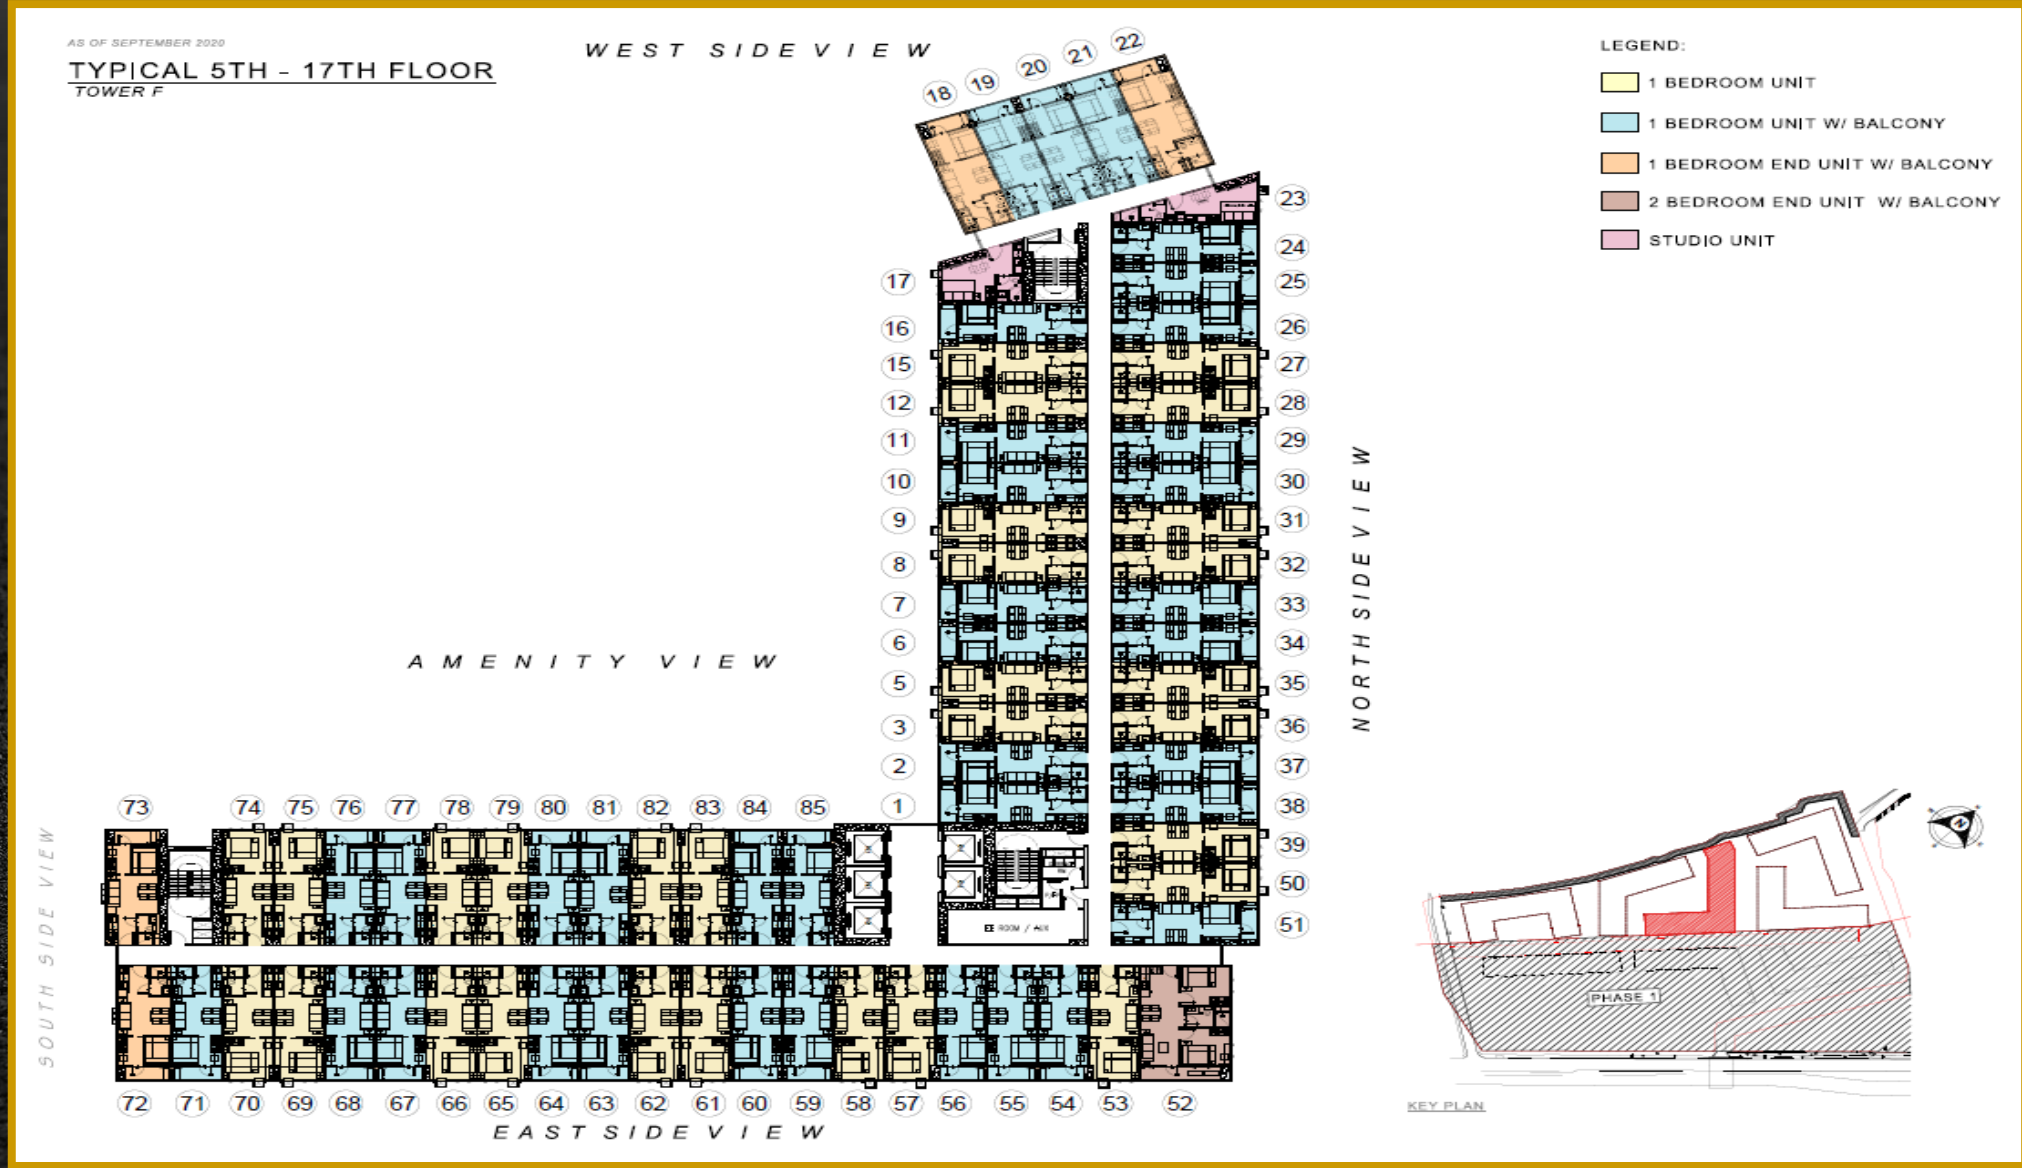 AS OF SEPTEMBER 2020
TYPICAL 5TH - 17TH FLOOR
TOWER F
WEST SIDE VIEW
LEGEND:
1 BEDROOM UNIT
1 BEDROOM UNIT W/ BALCONY
1 BEDROOM END UNIT W/ BALCONY
2 BEDROOM END UNIT W/ BALCONY
STUDIO UNIT
18 19 20 21 22
23
24
17 25
16 26
15 27
12 28
11 29
10 30
9 31
8 32
7 33
6 34
5 35
3 36
2 37
1 38
39
50
51
NORTH SIDE VIEW
AMENITY VIEW
73 74 75 76 77 78 79 80 81 82 83 84 85
SOUTH SIDE VIEW
EE ROOM / AUX
72 71 70 69 68 67 66 65 64 63 62 61 60 59 58 57 56 55 54 53 52
EAST SIDE VIEW
N
PHASE 1
KEY PLAN